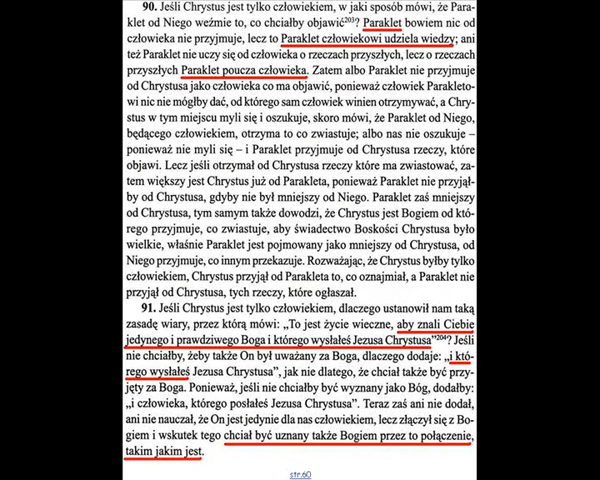 90. Jeśli Chrystus jest tylko człowiekiem, w jaki sposób mówi, że Para-
klet od Niego weźmie to, co chciałby objawić²⁰³? Paraklet bowiem nic od
człowieka nie przyjmuje, lecz to Paraklet człowiekowi udziela wiedzy; ani
też Paraklet nie uczy się od człowieka o rzeczach przyszłych, lecz o rzeczach
przyszłych Paraklet poucza człowieka. Zatem albo Paraklet nie przyjmuje
od Chrystusa jako człowieka co ma objawić, ponieważ człowiek Parakleto-
wi nic nie mógłby dać, od którego sam człowiek winien otrzymywać, a Chry-
stus w tym miejscu myli się i oszukuje, skoro mówi, że Paraklet od Niego,
będącego człowiekiem, otrzyma to co zwiastuje; albo nas nie oszukuje –
ponieważ nie myli się – i Paraklet przyjmuje od Chrystusa rzeczy, które
objawi. Lecz jeśli otrzymał od Chrystusa rzeczy które ma zwiastować, za-
tem większy jest Chrystus już od Parakleta, ponieważ Paraklet nie przyjął-
by od Chrystusa, gdyby nie był mniejszy od Niego. Paraklet zaś mniejszy
od Chrystusa, tym samym także dowodzi, że Chrystus jest Bogiem od któ-
rego przyjmuje, co zwiastuje, aby świadectwo Boskości Chrystusa było
wielkie, właśnie Paraklet jest pojmowany jako mniejszy od Chrystusa, od
Niego przyjmuje, co innym przekazuje. Rozważając, że Chrystus byłby tylko
człowiekiem, Chrystus przyjął od Parakleta to, co oznajmiał, a Paraklet nie
przyjął od Chrystusa, tych rzeczy, które ogłaszał.
91. Jeśli Chrystus jest tylko człowiekiem, dlaczego ustanowił nam taką
zasadę wiary, przez którą mówi: „To jest życie wieczne, aby znali Ciebie
jedynego i prawdziwego Boga i którego wysłałeś Jezusa Chrystusa”²⁰⁴? Jeśli
nie chciałby, żeby także On był uważany za Boga, dlaczego dodaje: „i któ-
rego wysłałeś Jezusa Chrystusa”, jak nie dlatego, że chciał także być przy-
jęty za Boga. Ponieważ, jeśli nie chciałby być wyznany jako Bóg, dodałby:
„i człowieka, którego posłałeś Jezusa Chrystusa”. Teraz zaś ani nie dodał,
ani nie nauczał, że On jest jedynie dla nas człowiekiem, lecz złączył się z Bo-
giem i wskutek tego chciał być uznany także Bogiem przez to połączenie,
takim jakim jest.
str.60